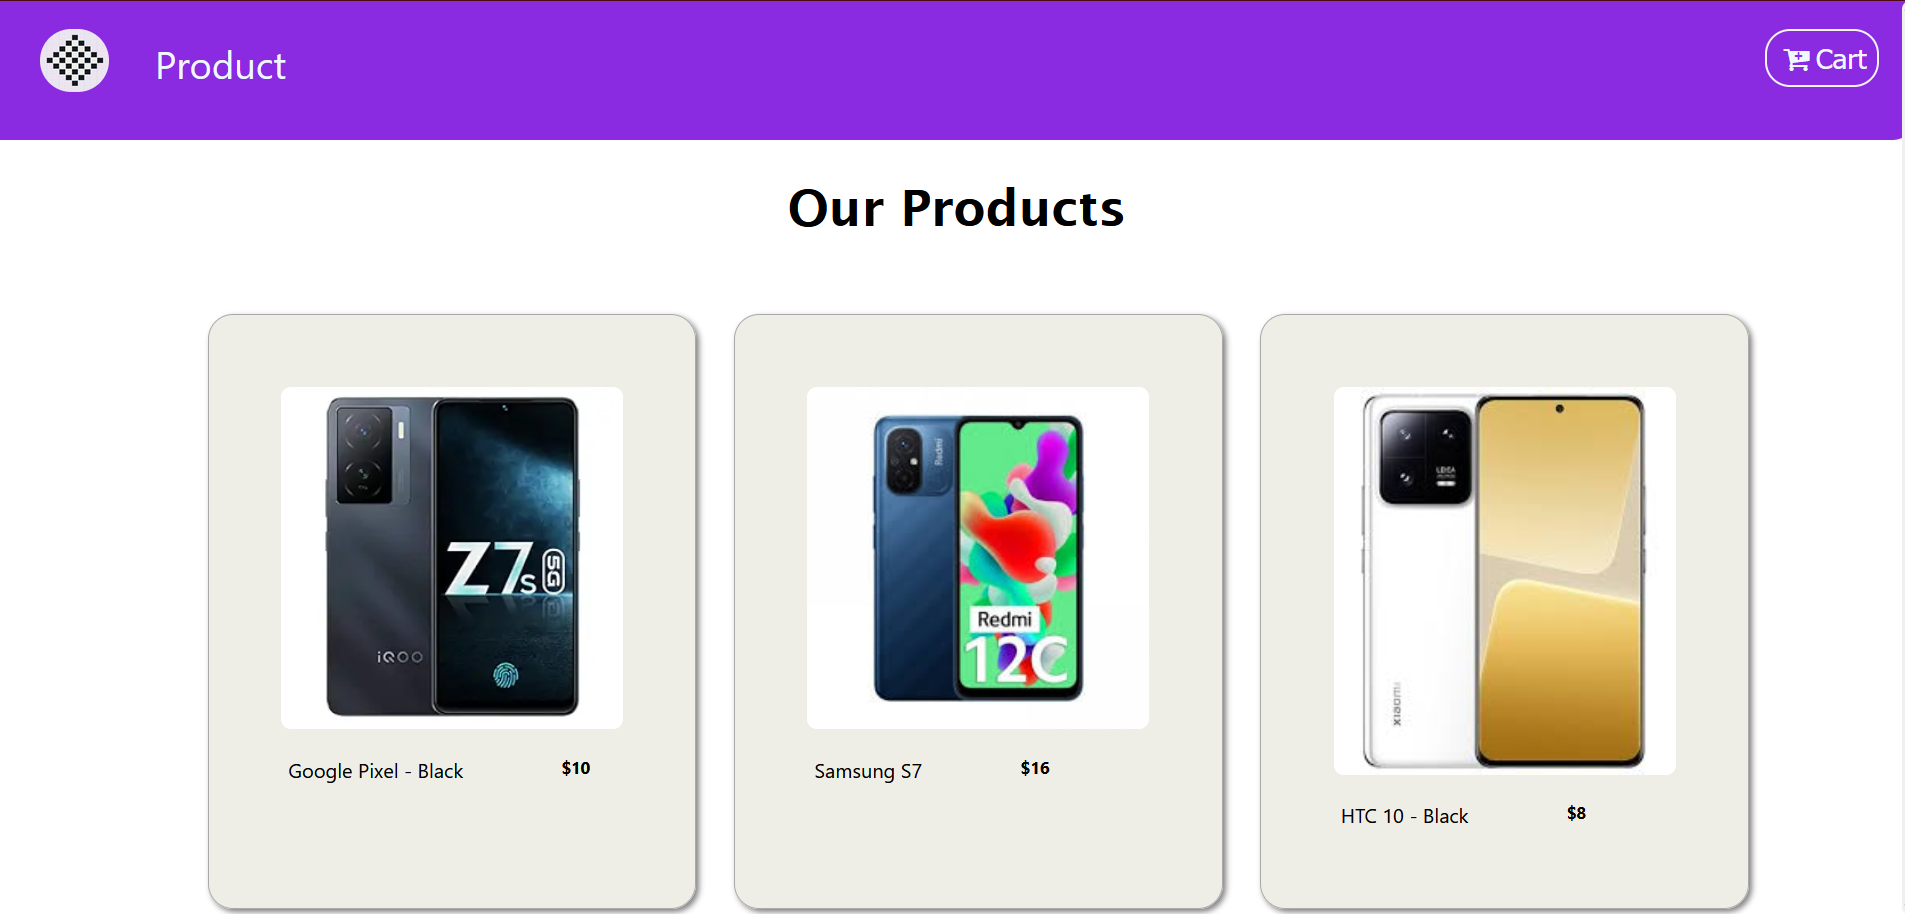 Product
Cart
Our Products
Z7s 5G
iQOO
Google Pixel - Black
$10
Redmi
Redmi
12C
Samsung S7
$16
xiaomi
HTC 10 - Black
$8